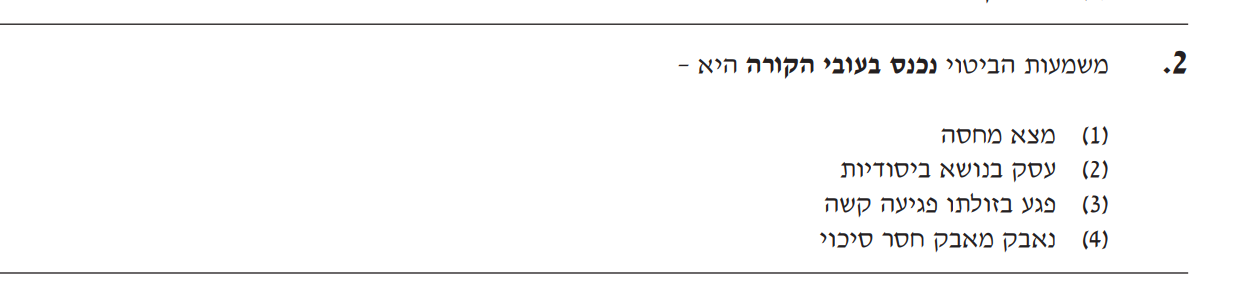 2. משמעות הביטוי נכנס בעובי הקורה היא –
(1) מצא מחסה
(2) עסק בנושא ביסודיות
(3) פגע בזולתו פגיעה קשה
(4) נאבק מאבק חסר סיכוי